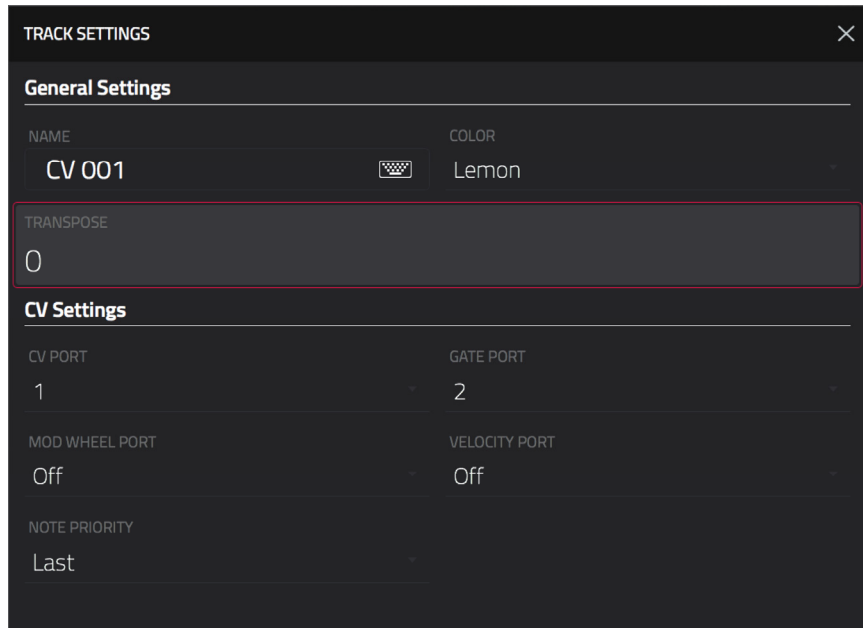 TRACK SETTINGS
General Settings
NAME
COLOR
CV 001
Lemon
TRANSPOSE
0
CV Settings
CV PORT
GATE PORT
1
2
MOD WHEEL PORT
VELOCITY PORT
Off
Off
NOTE PRIORITY
Last